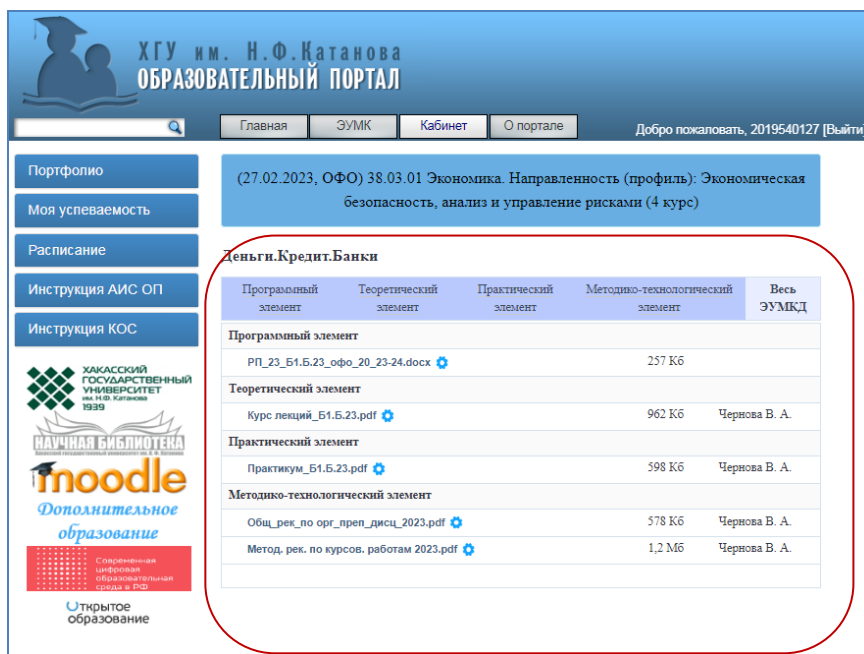 ХГУ им. Н.Ф.Катанова
ОБРАЗОВАТЕЛЬНЫЙ ПОРТАЛ
Главная ЭУМК Кабинет О портале Добро пожаловать, 2019540127 [Выйти]
Портфолио
Моя успеваемость
Расписание
Инструкция АИС ОП
Инструкция КОС
ХАКАССКИЙ
ГОСУДАРСТВЕННЫЙ
УНИВЕРСИТЕТ
им. Н.Ф. Катанова
1939
НАУЧНАЯ БИБЛИОТЕКА
moodle
Дополнительное
образование
Современная
цифровая
образовательная
среда в РФ
Открытое
образование
(27.02.2023, ОФО) 38.03.01 Экономика. Направленность (профиль): Экономическая
безопасность, анализ и управление рисками (4 курс)
Деньги.Кредит.Банки
Программный элемент Теоретический элемент Практический элемент Методико-технологический элемент Весь ЭУМКД
Программный элемент
РП_23_Б1.Б.23_офо_20_23-24.docx 257 Кб
Теоретический элемент
Курс лекций_Б1.Б.23.pdf 962 Кб Чернова В. А.
Практический элемент
Практикум_Б1.Б.23.pdf 598 Кб Чернова В. А.
Методико-технологический элемент
Общ_рек_по орг_преп_дисц_2023.pdf 578 Кб Чернова В. А.
Метод. рек. по курсов. работам 2023.pdf 1,2 Мб Чернова В. А.